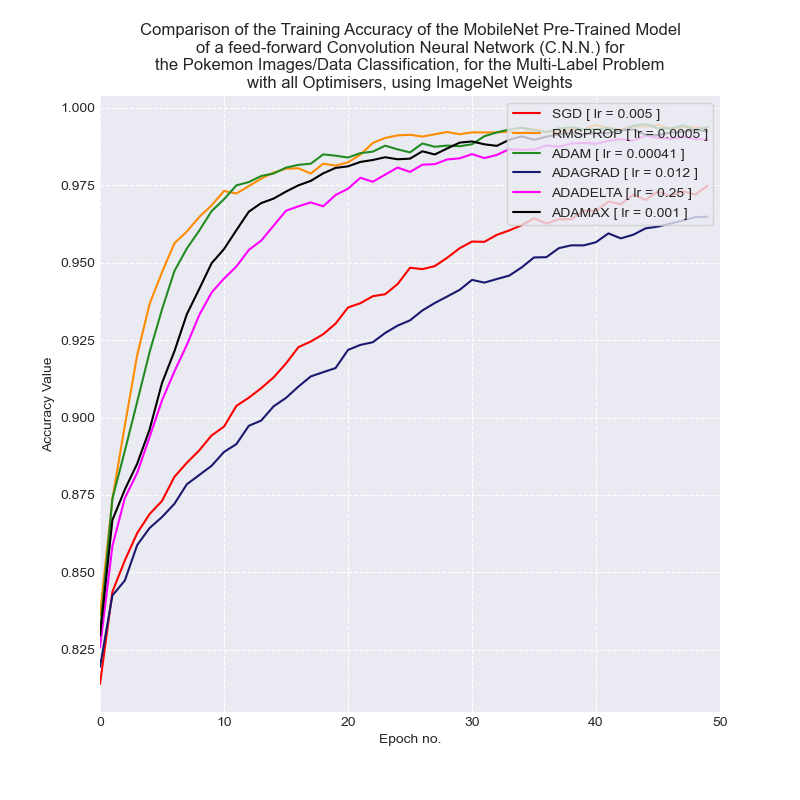 Comparison of the Training Accuracy of the MobileNet Pre-Trained Model
of a feed-forward Convolution Neural Network (C.N.N.) for
the Pokemon Images/Data Classification, for the Multi-Label Problem
with all Optimisers, using ImageNet Weights
1.000
0.975
0.950
0.925
0.900
0.875
0.850
0.825
Accuracy Value
SGD [ lr = 0.005 ]
RMSPROP [ lr = 0.0005 ]
ADAM [ lr = 0.00041 ]
ADAGRAD [ lr = 0.012 ]
ADADELTA [ lr = 0.25 ]
ADAMAX [ lr = 0.001 ]
0 10 20 30 40 50
Epoch no.